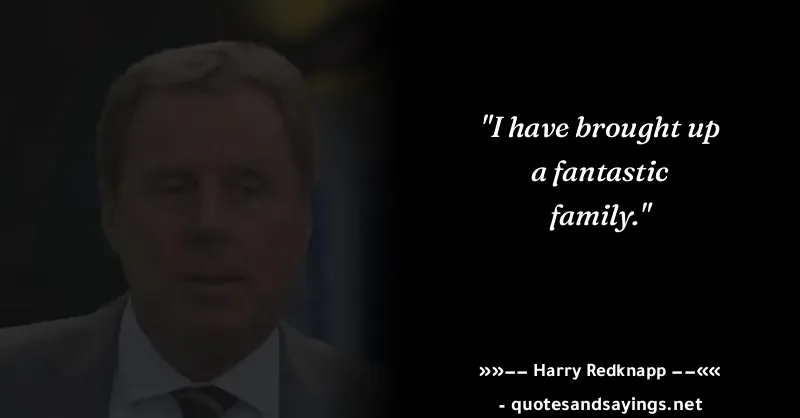 "I have brought up
a fantastic
family."
»»−− Harry Redknapp −−««
- quotesandsayings.net